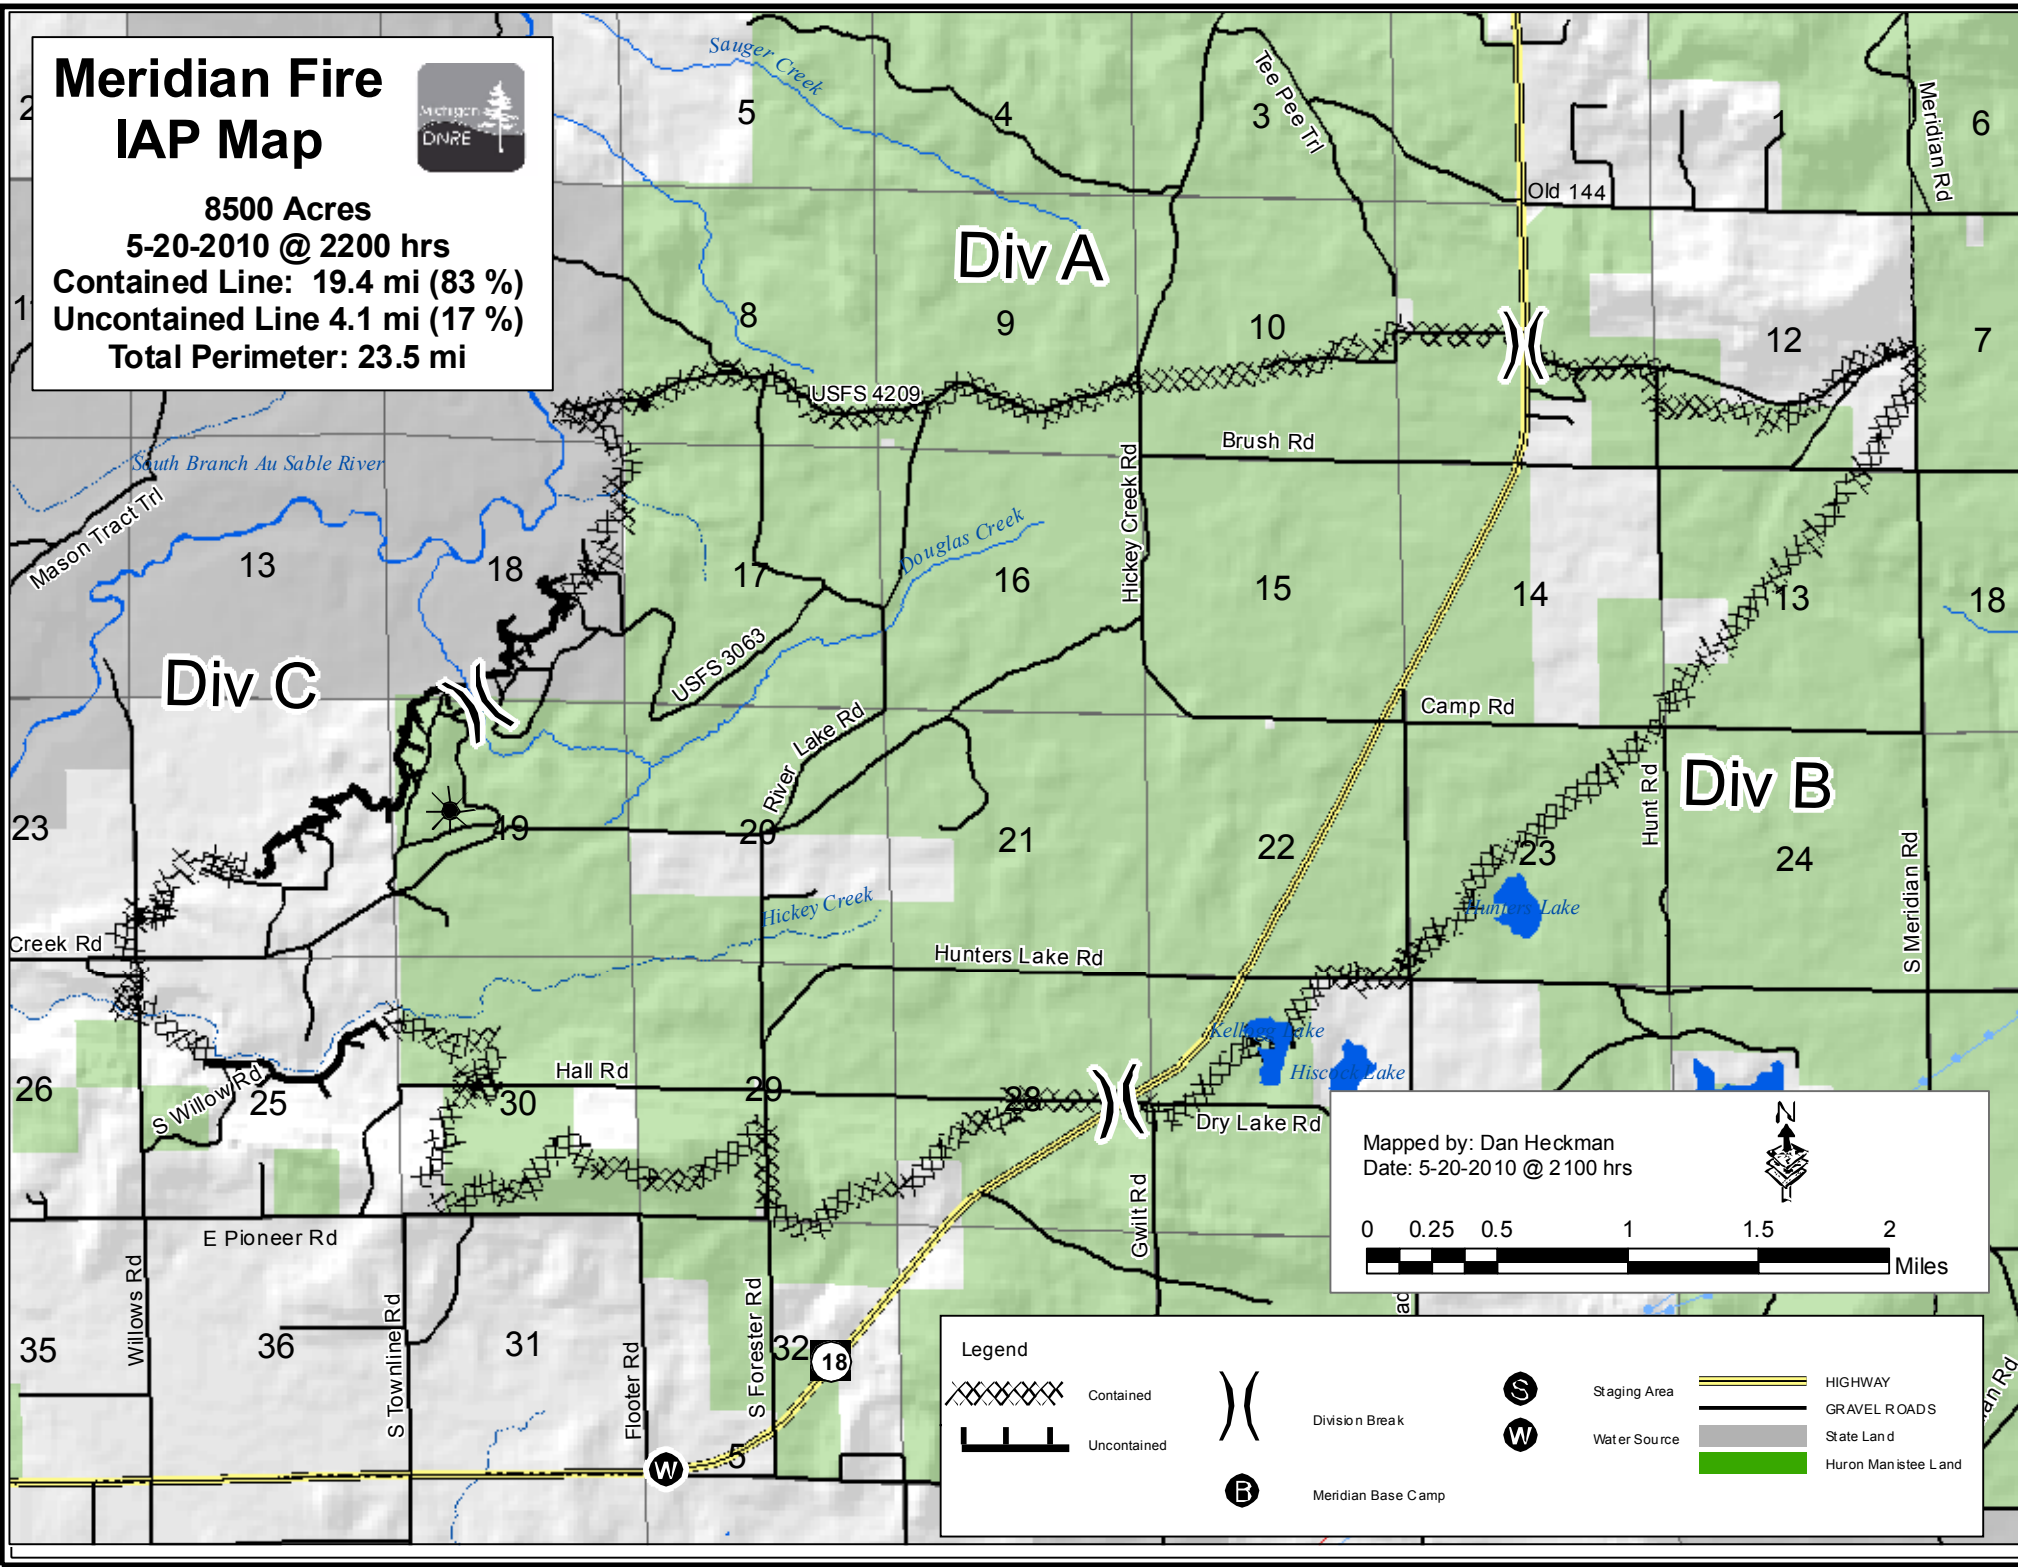 Meridian Fire
IAP Map
Michigan
DNRE
8500 Acres
5-20-2010 @ 2200 hrs
Contained Line: 19.4 mi (83 %)
Uncontained Line 4.1 mi (17 %)
Total Perimeter: 23.5 mi
Sauger Creek
5
4
3
Tee Pee Trl
1
Meridian Rd
6
Old 144
Div A
8
9
10
12
7
USFS 4209
Brush Rd
Hickey Creek Rd
South Branch Au Sable River
Mason Tract Trl
13
18
17
Douglas Creek
16
15
14
13
18
USFS 3063
Div C
River Lake Rd
Camp Rd
Div B
Hunt Rd
23
19
20
21
22
23
24
S Meridian Rd
Hunters Lake
Hickey Creek
Creek Rd
Hunters Lake Rd
Kellogg Lake
Hiscock Lake
Hall Rd
26
S Willow Rd
25
30
29
28
Dry Lake Rd
Gwilt Rd
E Pioneer Rd
Willows Rd
S Townline Rd
Flooter Rd
S Forester Rd
35
36
31
32
18
5
W
Mapped by: Dan Heckman
Date: 5-20-2010 @ 2100 hrs
N
0 0.25 0.5 1 1.5 2
Miles
Legend
Contained
Uncontained
Division Break
B Meridian Base Camp
S Staging Area
W Water Source
HIGHWAY
GRAVEL ROADS
State Land
Huron Manistee Land